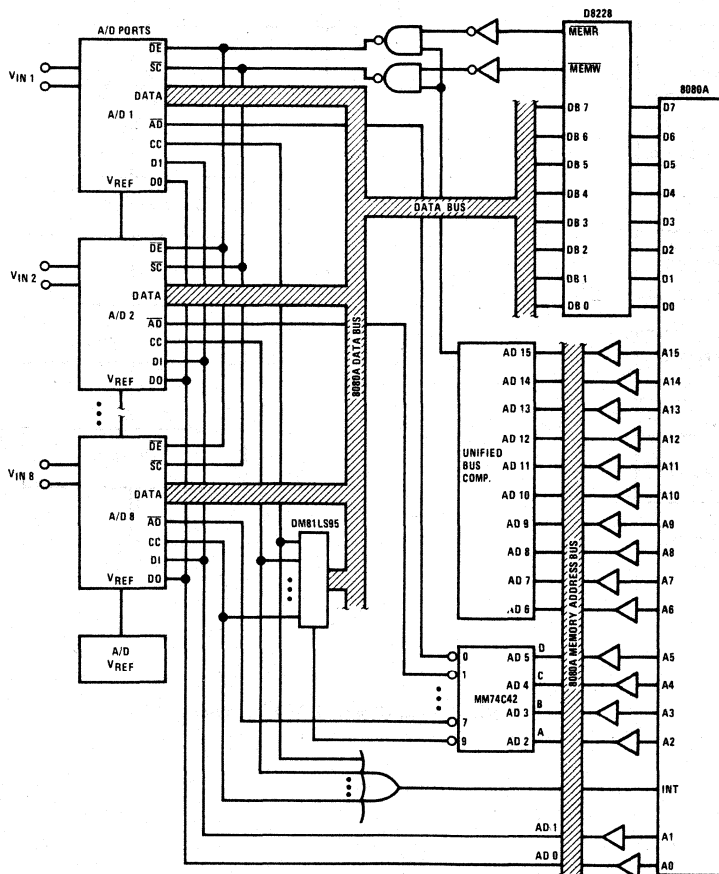 A/D PORTS
V IN 1
DE
SC
DATA
A/D 1
AD
CC
D1
VREF
D0
V IN 2
DE
SC
DATA
A/D 2
AD
CC
DI
VREF
DO
V IN 8
DE
SC
DATA
A/D 8
AD
CC
DI
VREF
DO
A/D
VREF
DM81LS95
8080A DATA BUS
DATA BUS
D8228
MEMR
MEMW
DB 7
DB 6
DB 5
DB 4
DB 3
DB 2
DB 1
DB 0
8080A
D7
D6
D5
D4
D3
D2
D1
D0
UNIFIED
BUS
COMP.
AD 15
AD 14
AD 13
AD 12
AD 11
AD 10
AD 9
AD 8
AD 7
AD 6
8080A MEMORY ADDRESS BUS
A15
A14
A13
A12
A11
A10
A9
A8
A7
A6
0
1
7
9
MM74C42
AD 5
AD 4
AD 3
AD 2
D
C
B
A
A5
A4
A3
A2
INT
AD 1
A1
AD 0
A0